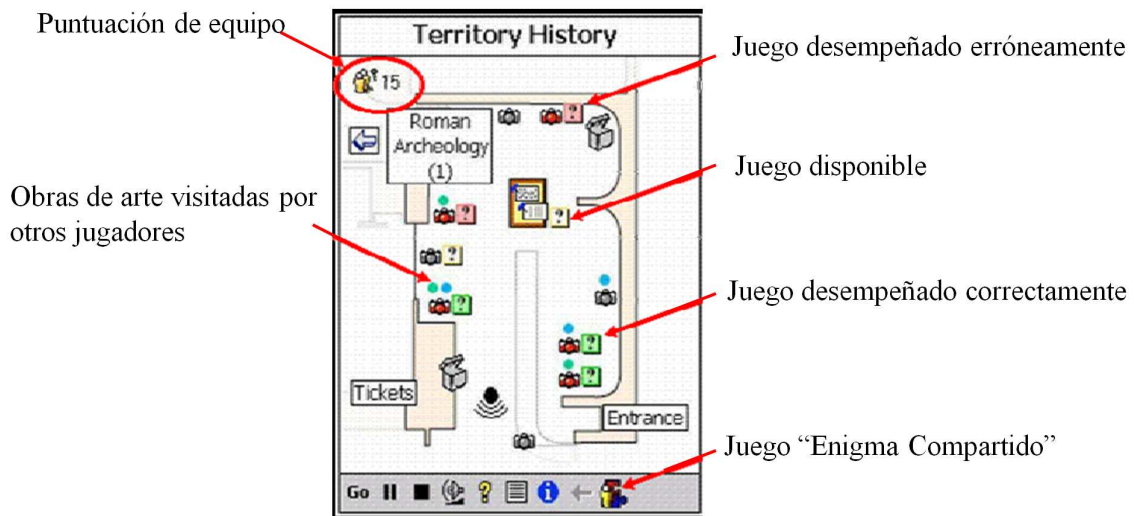 Puntuación de equipo
Territory History
Juego desempeñado erróneamente
15
Roman
Archeology
(1)
?
Juego disponible
Obras de arte visitadas por
otros jugadores
?
?
?
?
Juego desempeñado correctamente
?
?
Tickets
Entrance
Juego “Enigma Compartido”
Go ? i